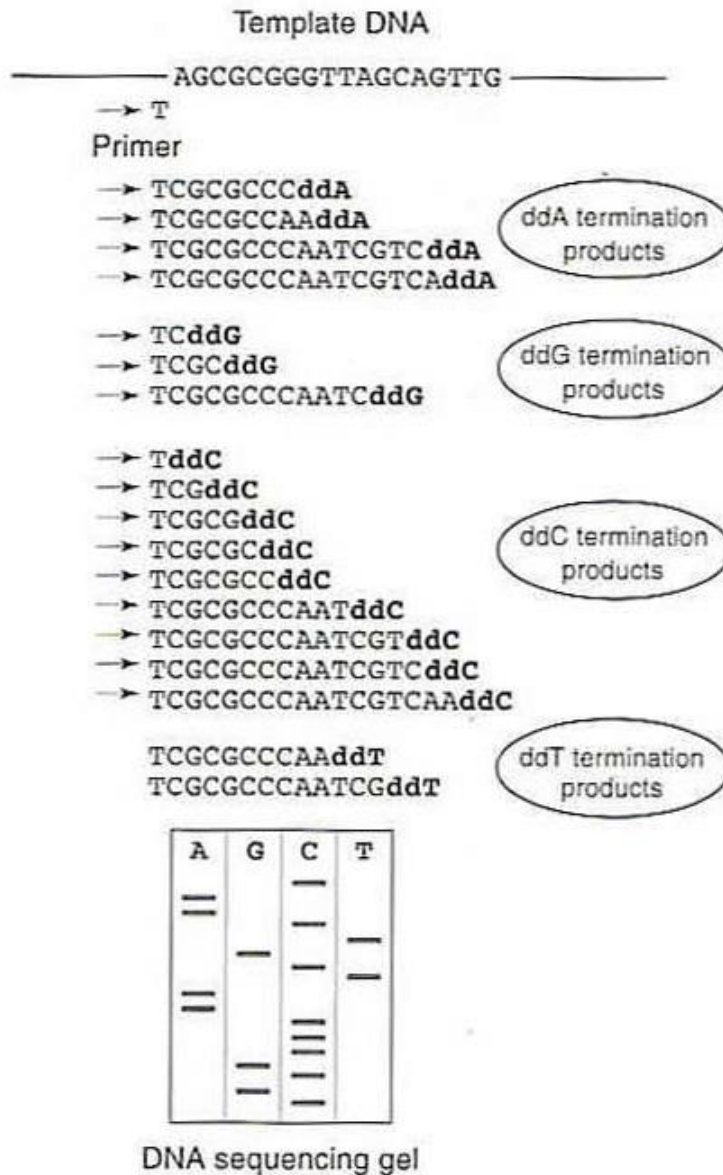 Template DNA
AGCGCGGGTTAGCAGTTG
T
Primer
TCGCGCCCddA
TCGCGCCAAddA
TCGCGCCCAATCGTCddA
TCGCGCCCAATCGTCAddA
ddA termination
products
TCddG
TCGCddG
TCGCGCCCAATCddG
ddG termination
products
TddC
TCGddC
TCGCGddC
TCGCGCddC
TCGCGCCddC
TCGCGCCCAATddC
TCGCGCCCAATCGTddC
TCGCGCCCAATCGTCddC
TCGCGCCCAATCGTCAAddC
ddC termination
products
TCGCGCCCAAddT
TCGCGCCCAATCGddT
ddT termination
products
A G C T
DNA sequencing gel